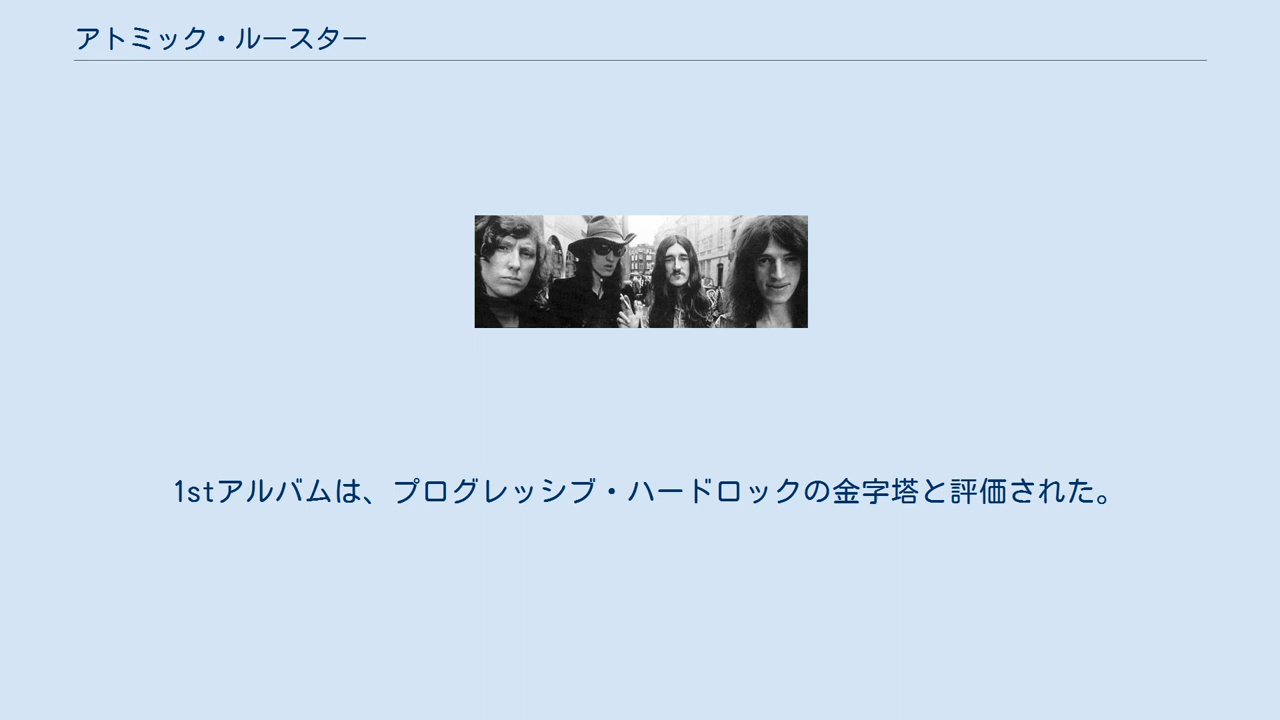 アトミック・ルースター
1stアルバムは、プログレッシブ・ハードロックの金字塔と評価された。